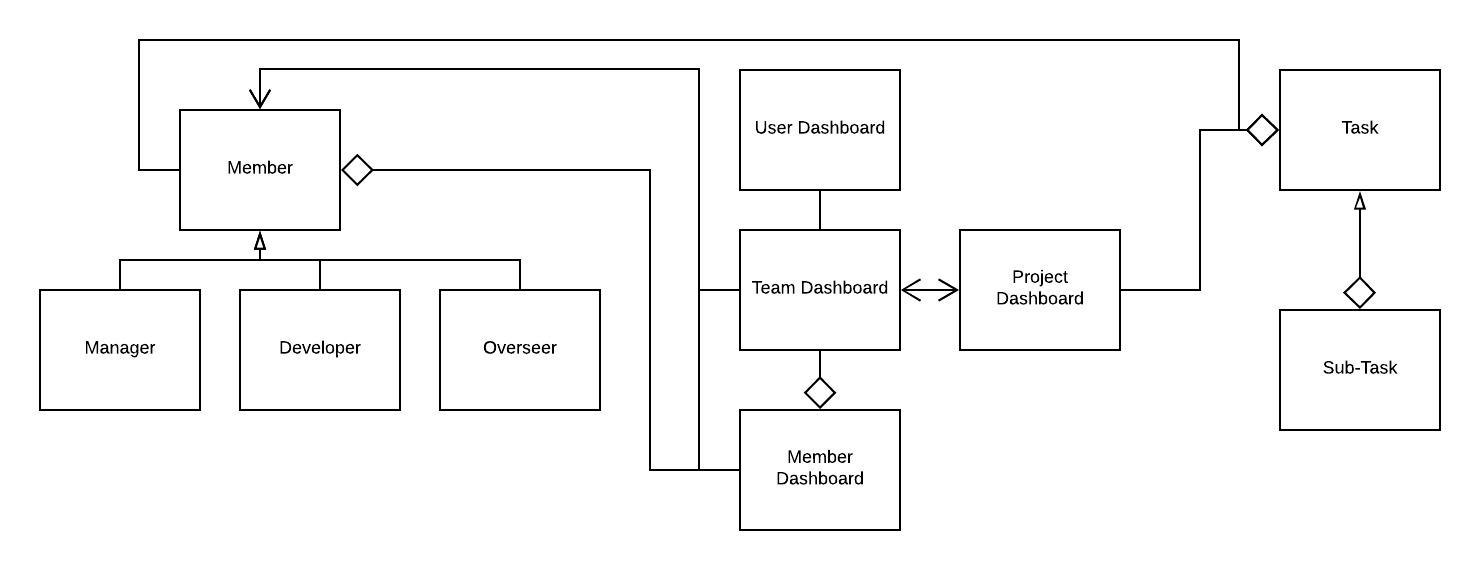 User Dashboard
Task
Member
Team Dashboard
Project
Dashboard
Manager
Developer
Overseer
Sub-Task
Member
Dashboard